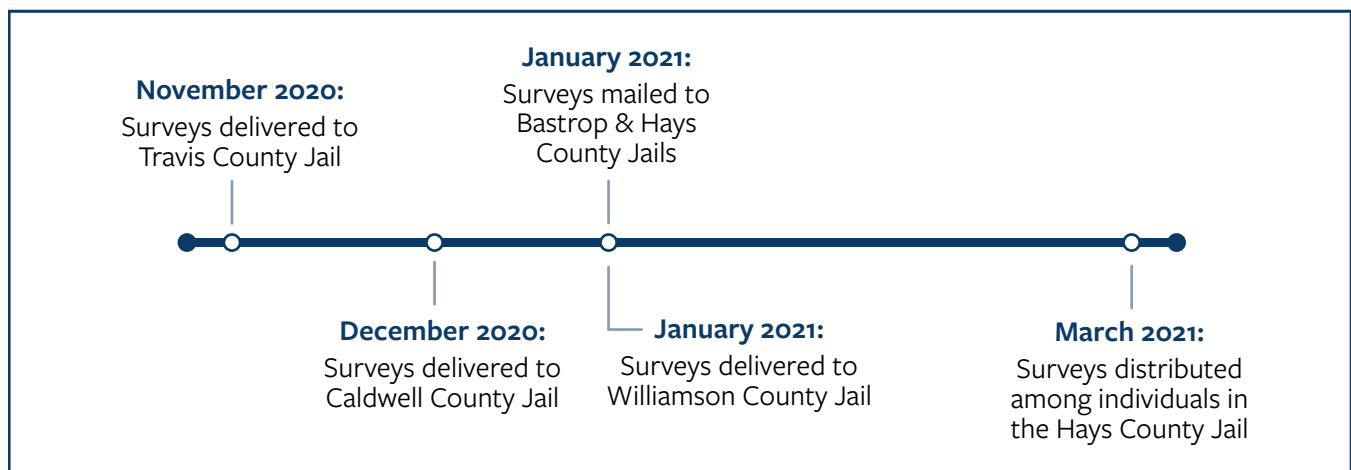 November 2020:
Surveys delivered to
Travis County Jail
December 2020:
Surveys delivered to
Caldwell County Jail
January 2021:
Surveys mailed to
Bastrop & Hays
County Jails
January 2021:
Surveys delivered to
Williamson County Jail
March 2021:
Surveys distributed
among individuals in
the Hays County Jail